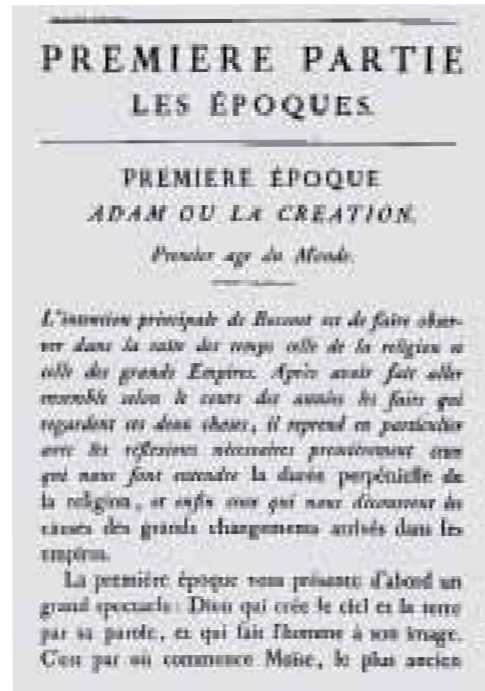 PREMIERE PARTIE
LES ÉPOQUES.
PREMIERE ÉPOQUE
ADAM OU LA CREATION.
Premier age du Monde.
L'intention principale de Bossuet est de faire obser-
ver dans la suite des temps celle de la religion et
celle des grands Empires. Après avoir fait aller
ensemble selon le cours des années les faits qui
regardent ces deux choses, il reprend en particulier
avec les réflexions nécessaires premièrement ceux
qui nous font entendre la durée perpétuelle de
la religion, et enfin ceux qui nous découvrent les
causes des grands changements arrivés dans les
empires.
La première époque vous présente d'abord un
grand spectacle: Dieu qui crée le ciel et la terre
par sa parole, et qui fait l'homme à son image.
C'est par où commence Moïse, le plus ancien